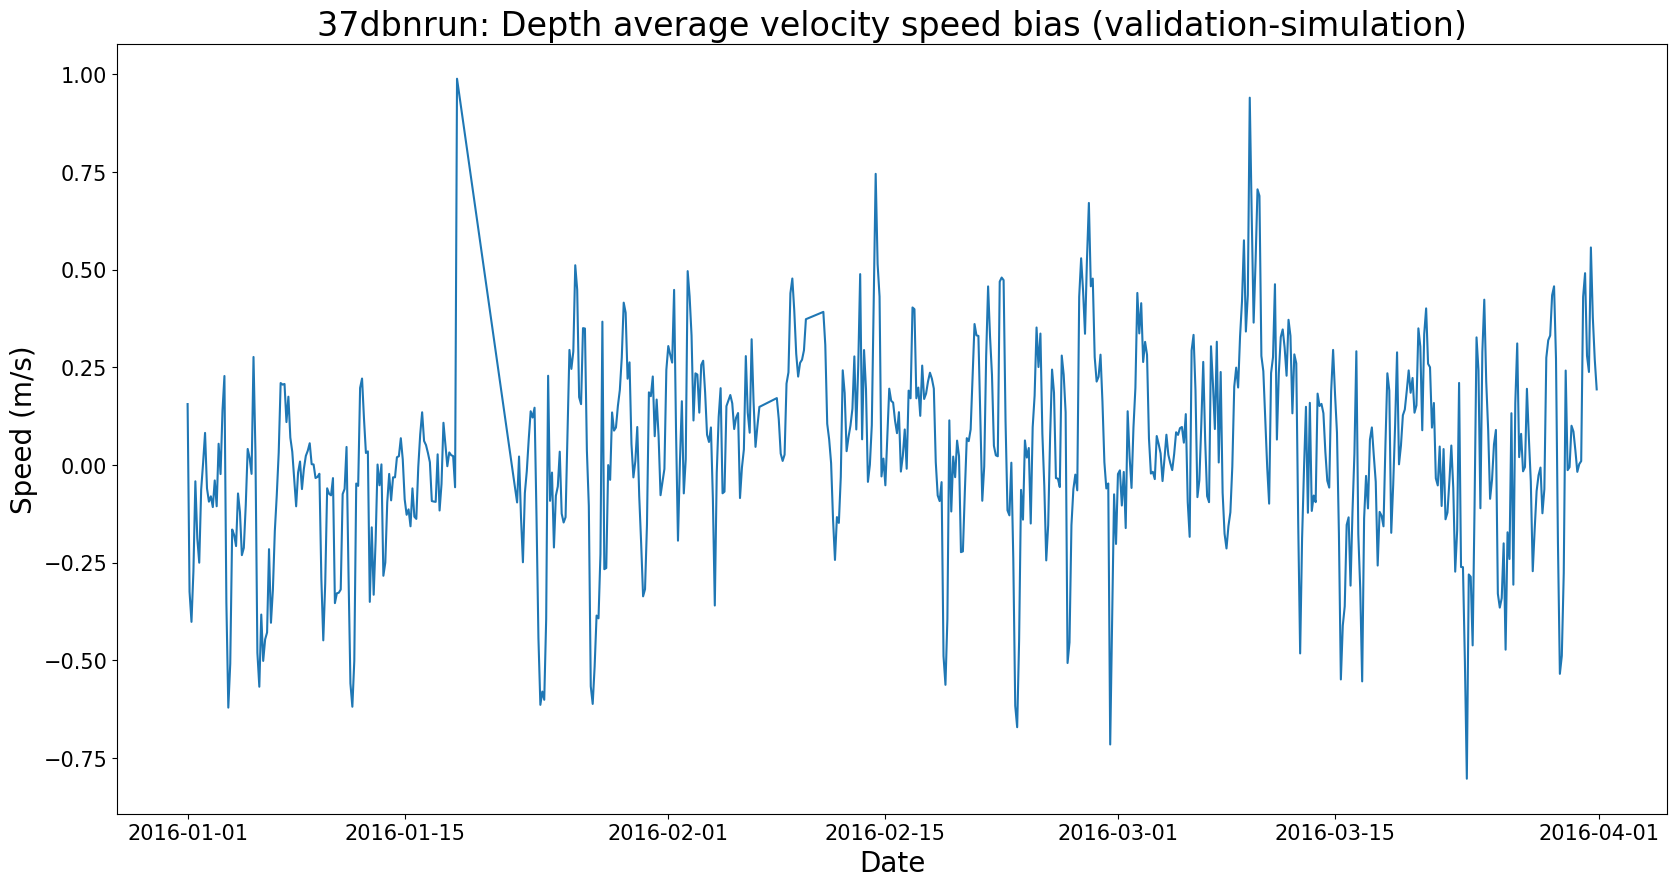 37dbnrun: Depth average velocity speed bias (validation-simulation)
1.00
0.75
0.50
0.25
0.00
−0.25
−0.50
−0.75
Speed (m/s)
2016-01-01 2016-01-15 2016-02-01 2016-02-15 2016-03-01 2016-03-15 2016-04-01
Date